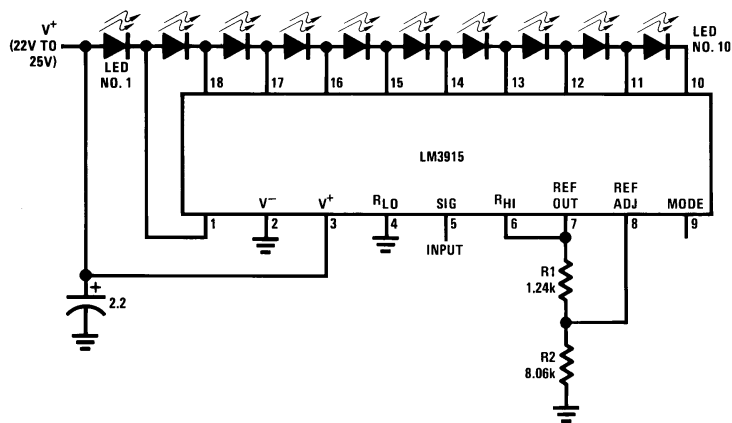 V+
(22V TO
25V)
LED
NO. 1
LED
NO. 10
18 17 16 15 14 13 12 11 10
LM3915
V− V+ RLO SIG RHI REF OUT REF ADJ MODE
1 2 3 4 5 6 7 8 9
INPUT
+
2.2
R1
1.24k
R2
8.06k